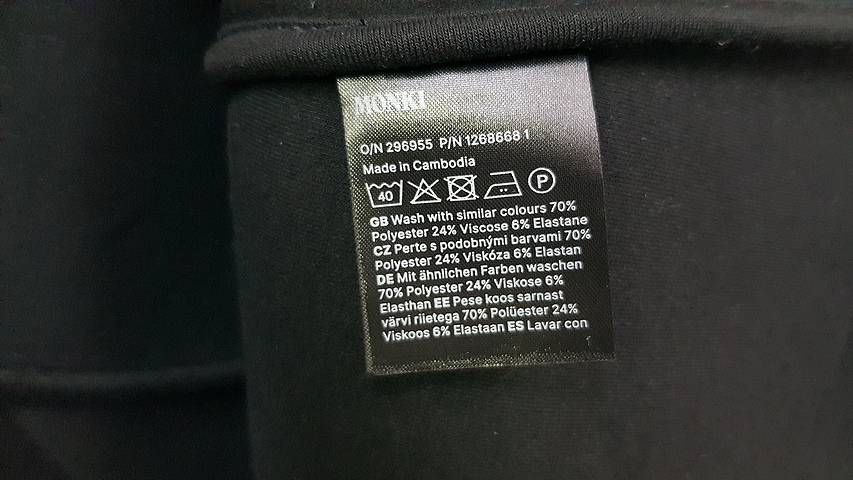 MONKI
O/N 296955 P/N 1268668 1
Made in Cambodia
40 P
GB Wash with similar colours 70%
Polyester 24% Viscose 6% Elastane
CZ Perte s podobnými barvami 70%
Polyester 24% Viskóza 6% Elastan
DE Mit ähnlichen Farben waschen
70% Polyester 24% Viskose 6%
Elasthan EE Pese koos sarnast
värvi riietega 70% Polüester 24%
Viskoos 6% Elastaan ES Lavar con
1